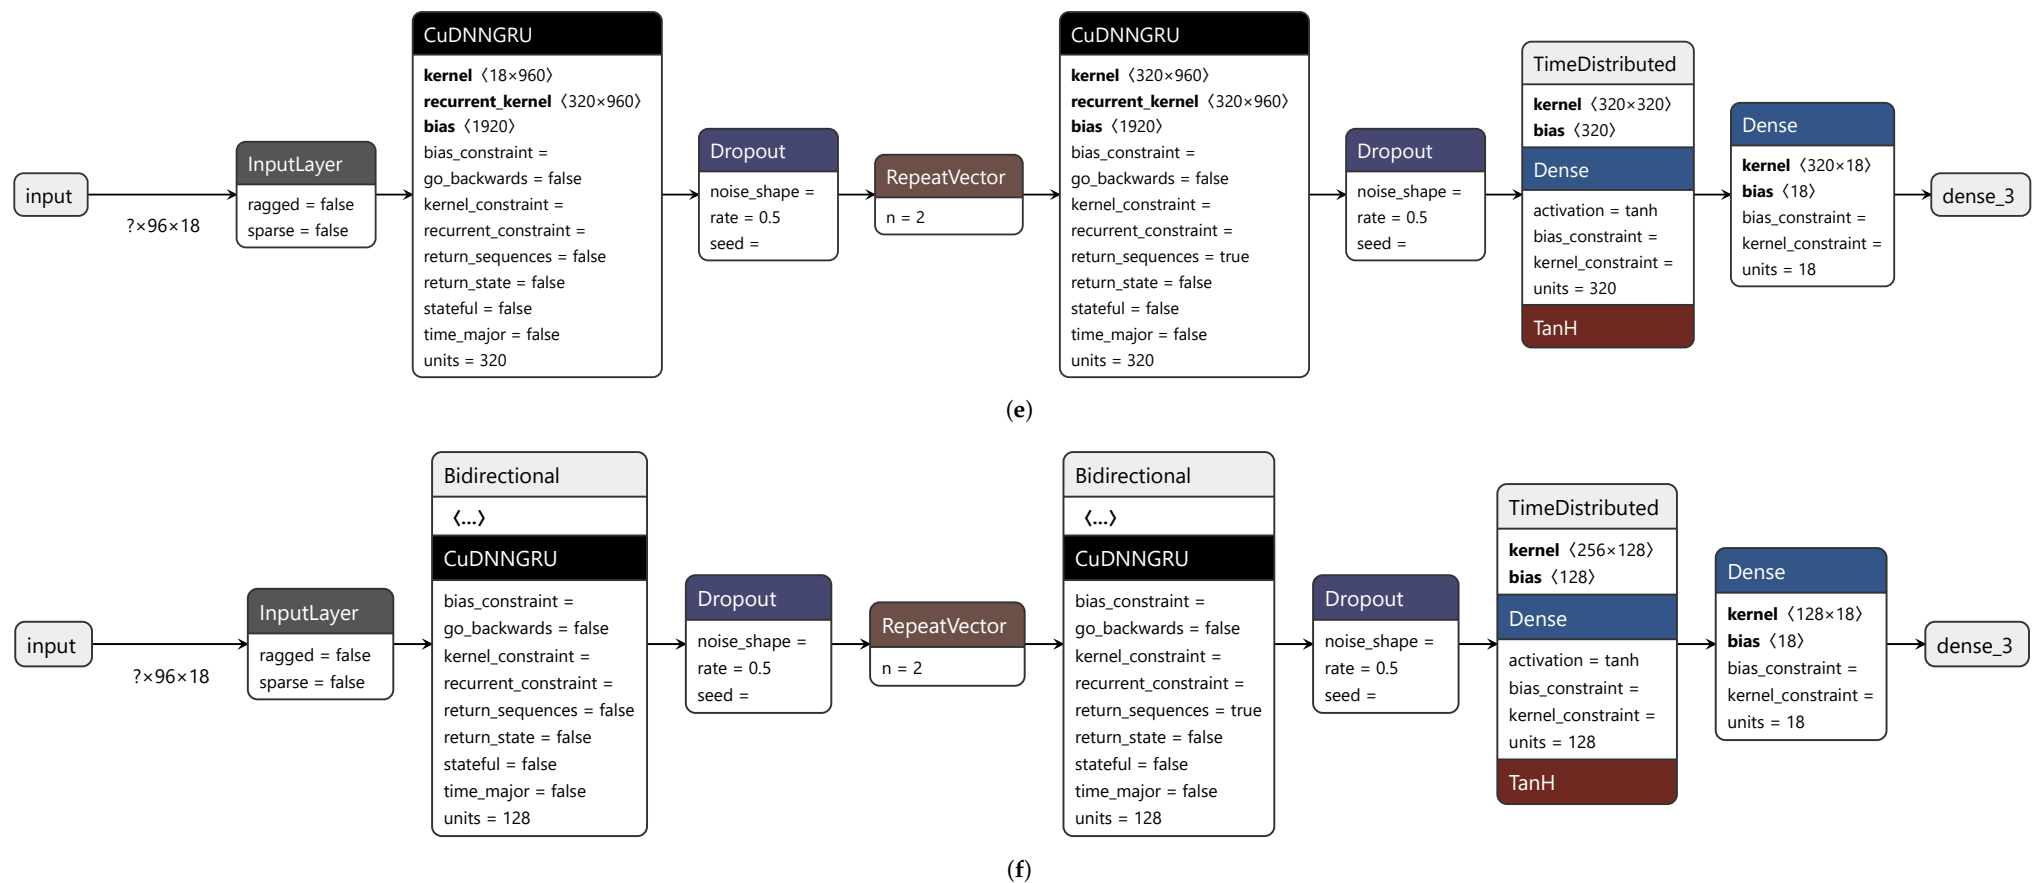 input
?×96×18
InputLayer
ragged = false
sparse = false
CuDNNGRU
kernel〈18×960〉
recurrent_kernel〈320×960〉
bias〈1920〉
bias_constraint =
go_backwards = false
kernel_constraint =
recurrent_constraint =
return_sequences = false
return_state = false
stateful = false
time_major = false
units = 320
Dropout
noise_shape =
rate = 0.5
seed =
RepeatVector
n = 2
CuDNNGRU
kernel〈320×960〉
recurrent_kernel〈320×960〉
bias〈1920〉
bias_constraint =
go_backwards = false
kernel_constraint =
recurrent_constraint =
return_sequences = true
return_state = false
stateful = false
time_major = false
units = 320
Dropout
noise_shape =
rate = 0.5
seed =
TimeDistributed
kernel〈320×320〉
bias〈320〉
Dense
activation = tanh
bias_constraint =
kernel_constraint =
units = 320
TanH
Dense
kernel〈320×18〉
bias〈18〉
bias_constraint =
kernel_constraint =
units = 18
dense_3
(e)
input
?×96×18
InputLayer
ragged = false
sparse = false
Bidirectional
〈...〉
CuDNNGRU
bias_constraint =
go_backwards = false
kernel_constraint =
recurrent_constraint =
return_sequences = false
return_state = false
stateful = false
time_major = false
units = 128
Dropout
noise_shape =
rate = 0.5
seed =
RepeatVector
n = 2
Bidirectional
〈...〉
CuDNNGRU
bias_constraint =
go_backwards = false
kernel_constraint =
recurrent_constraint =
return_sequences = true
return_state = false
stateful = false
time_major = false
units = 128
Dropout
noise_shape =
rate = 0.5
seed =
TimeDistributed
kernel〈256×128〉
bias〈128〉
Dense
activation = tanh
bias_constraint =
kernel_constraint =
units = 128
TanH
Dense
kernel〈128×18〉
bias〈18〉
bias_constraint =
kernel_constraint =
units = 18
dense_3
(f)